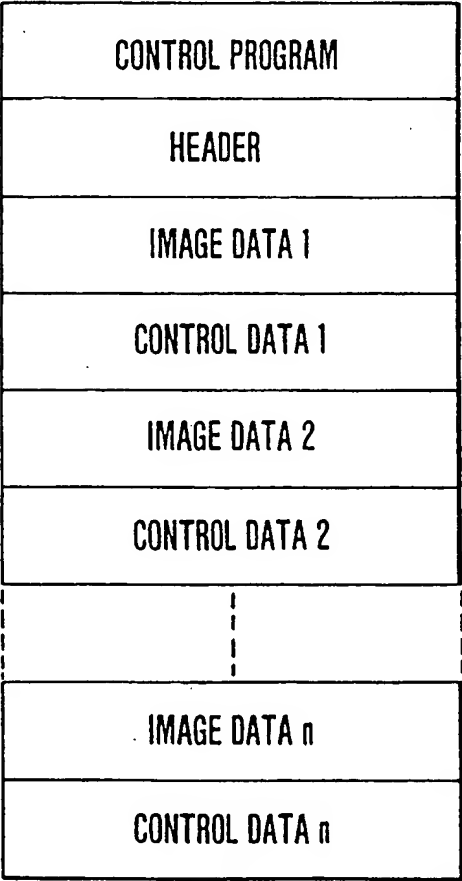 CONTROL PROGRAM
HEADER
IMAGE DATA 1
CONTROL DATA 1
IMAGE DATA 2
CONTROL DATA 2
IMAGE DATA n
CONTROL DATA n